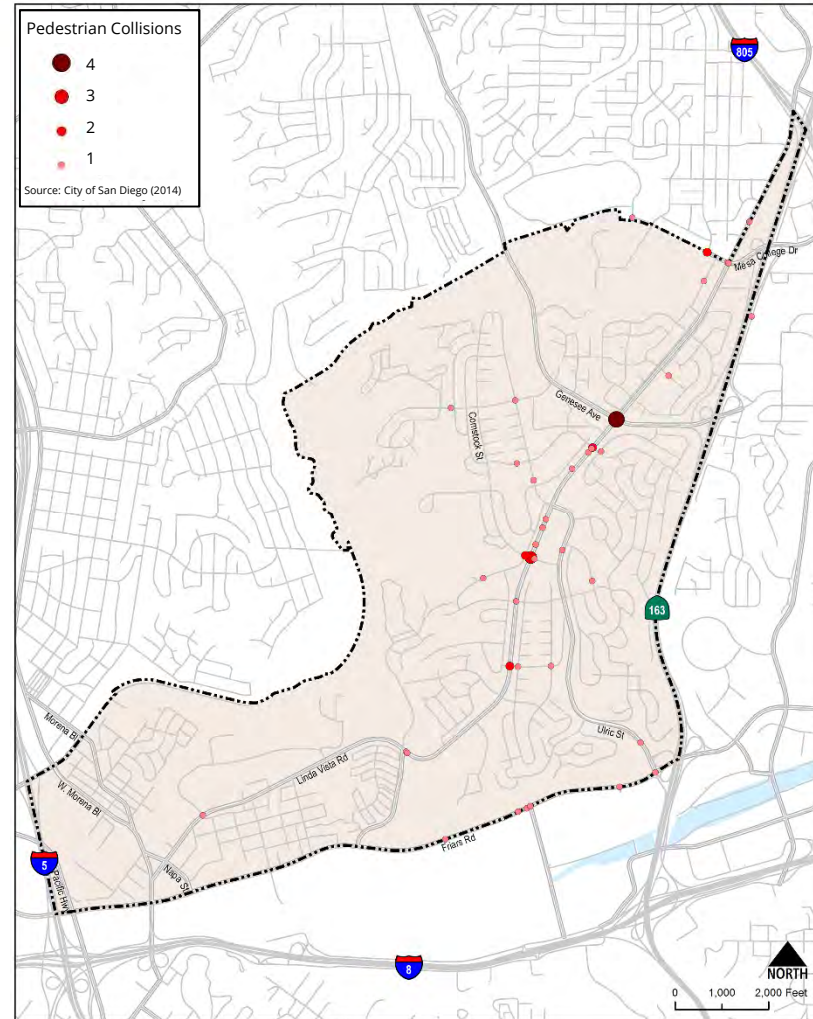 Pedestrian Collisions
4
3
2
1
Source: City of San Diego (2014)
805
Mesa College Dr
Genesee Ave
Comstock St
163
Morena Bl
W. Morena Bl
Linda Vista Rd
Ulric St
Napa St
Friars Rd
5
Pacific Hwy
8
NORTH
0 1,000 2,000 Feet